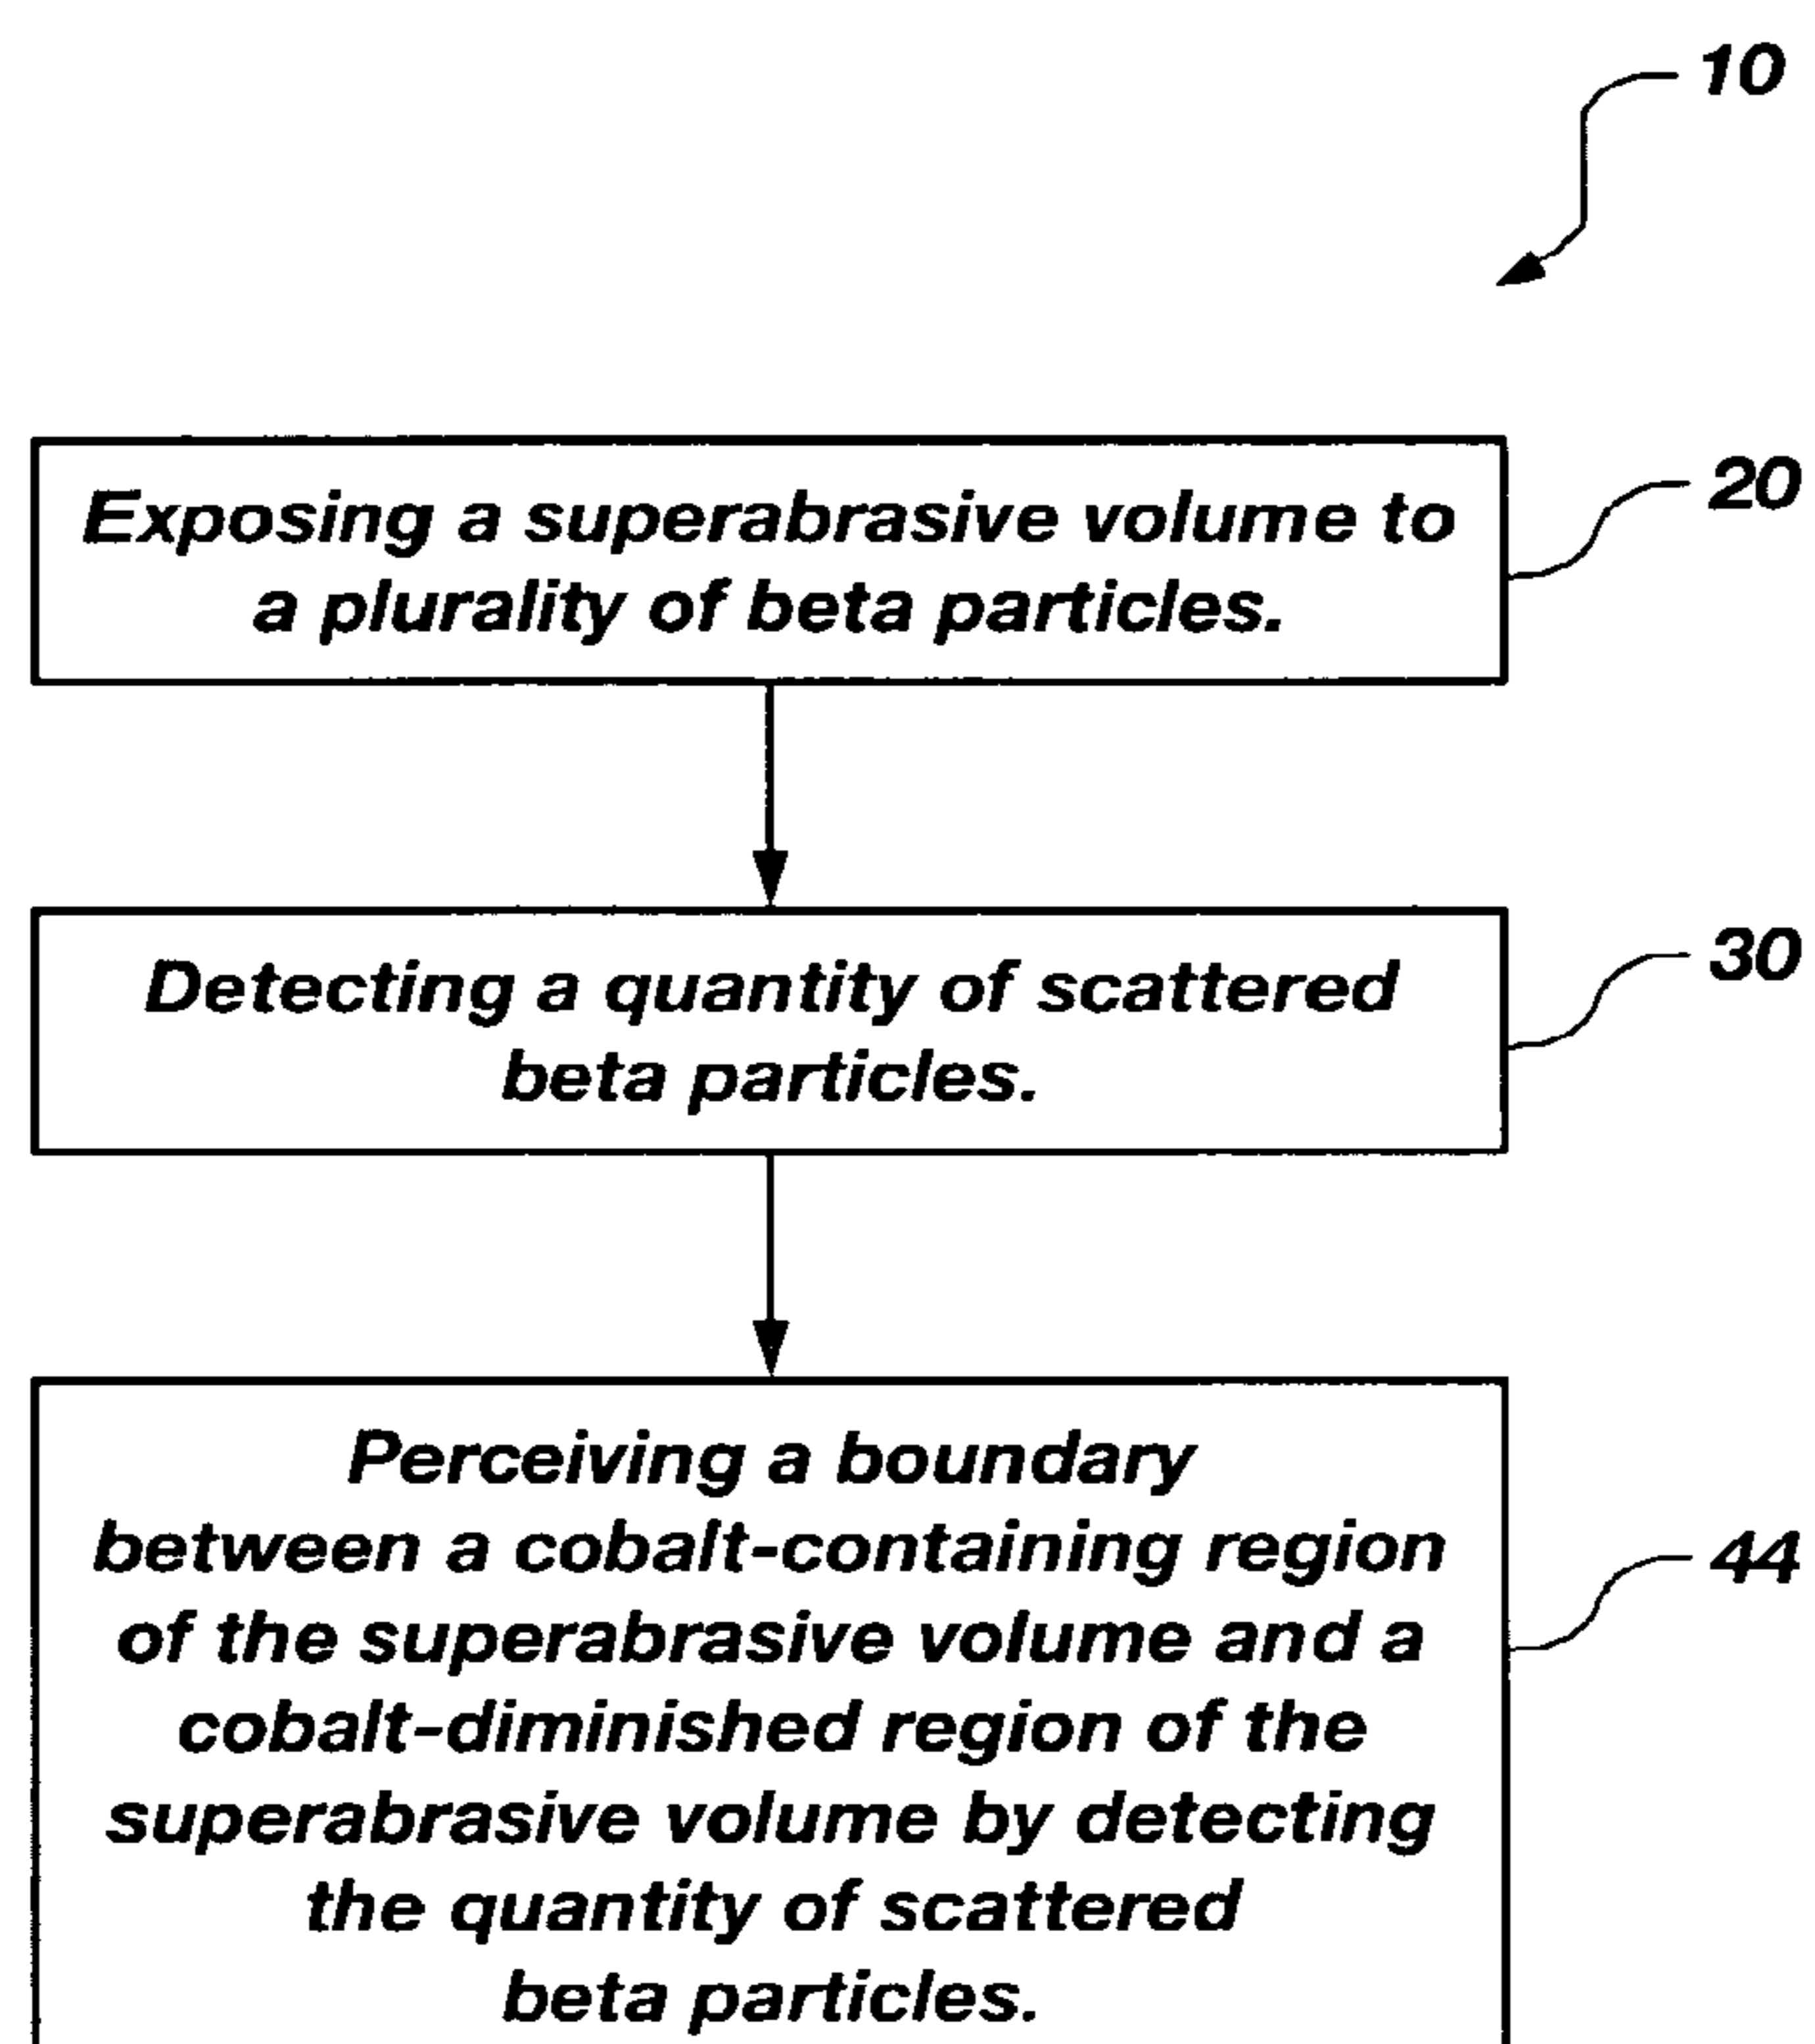 10
Exposing a superabrasive volume to
a plurality of beta particles.
20
Detecting a quantity of scattered
beta particles.
30
Perceiving a boundary
between a cobalt-containing region
of the superabrasive volume and a
cobalt-diminished region of the
superabrasive volume by detecting
the quantity of scattered
beta particles.
44